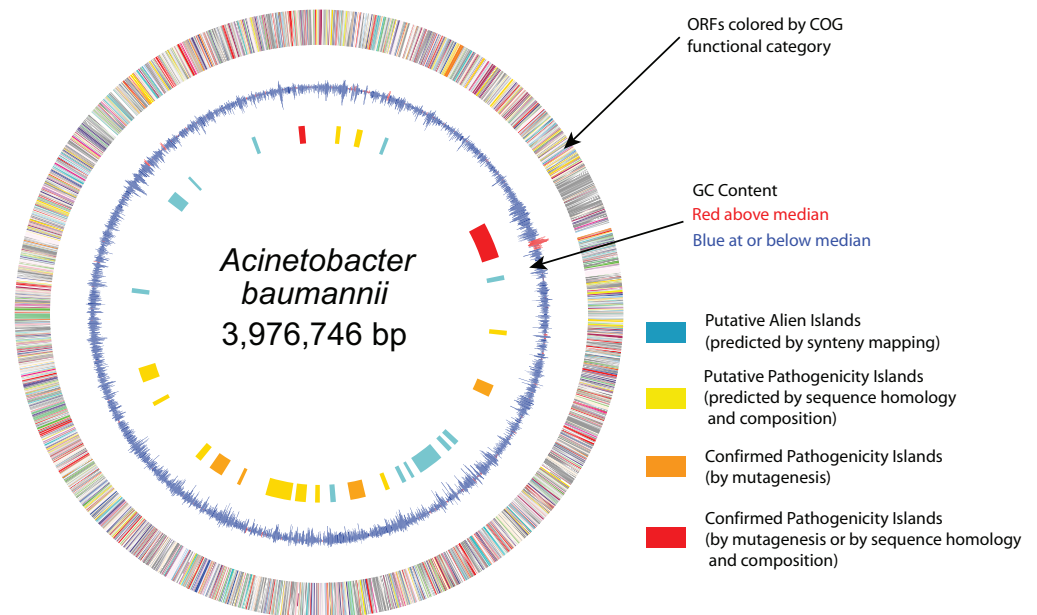 ORFs colored by COG
functional category
GC Content
Red above median
Blue at or below median
Acinetobacter
baumannii
3,976,746 bp
Putative Alien Islands
(predicted by synteny mapping)
Putative Pathogenicity Islands
(predicted by sequence homology
and composition)
Confirmed Pathogenicity Islands
(by mutagenesis)
Confirmed Pathogenicity Islands
(by mutagenesis or by sequence homology
and composition)